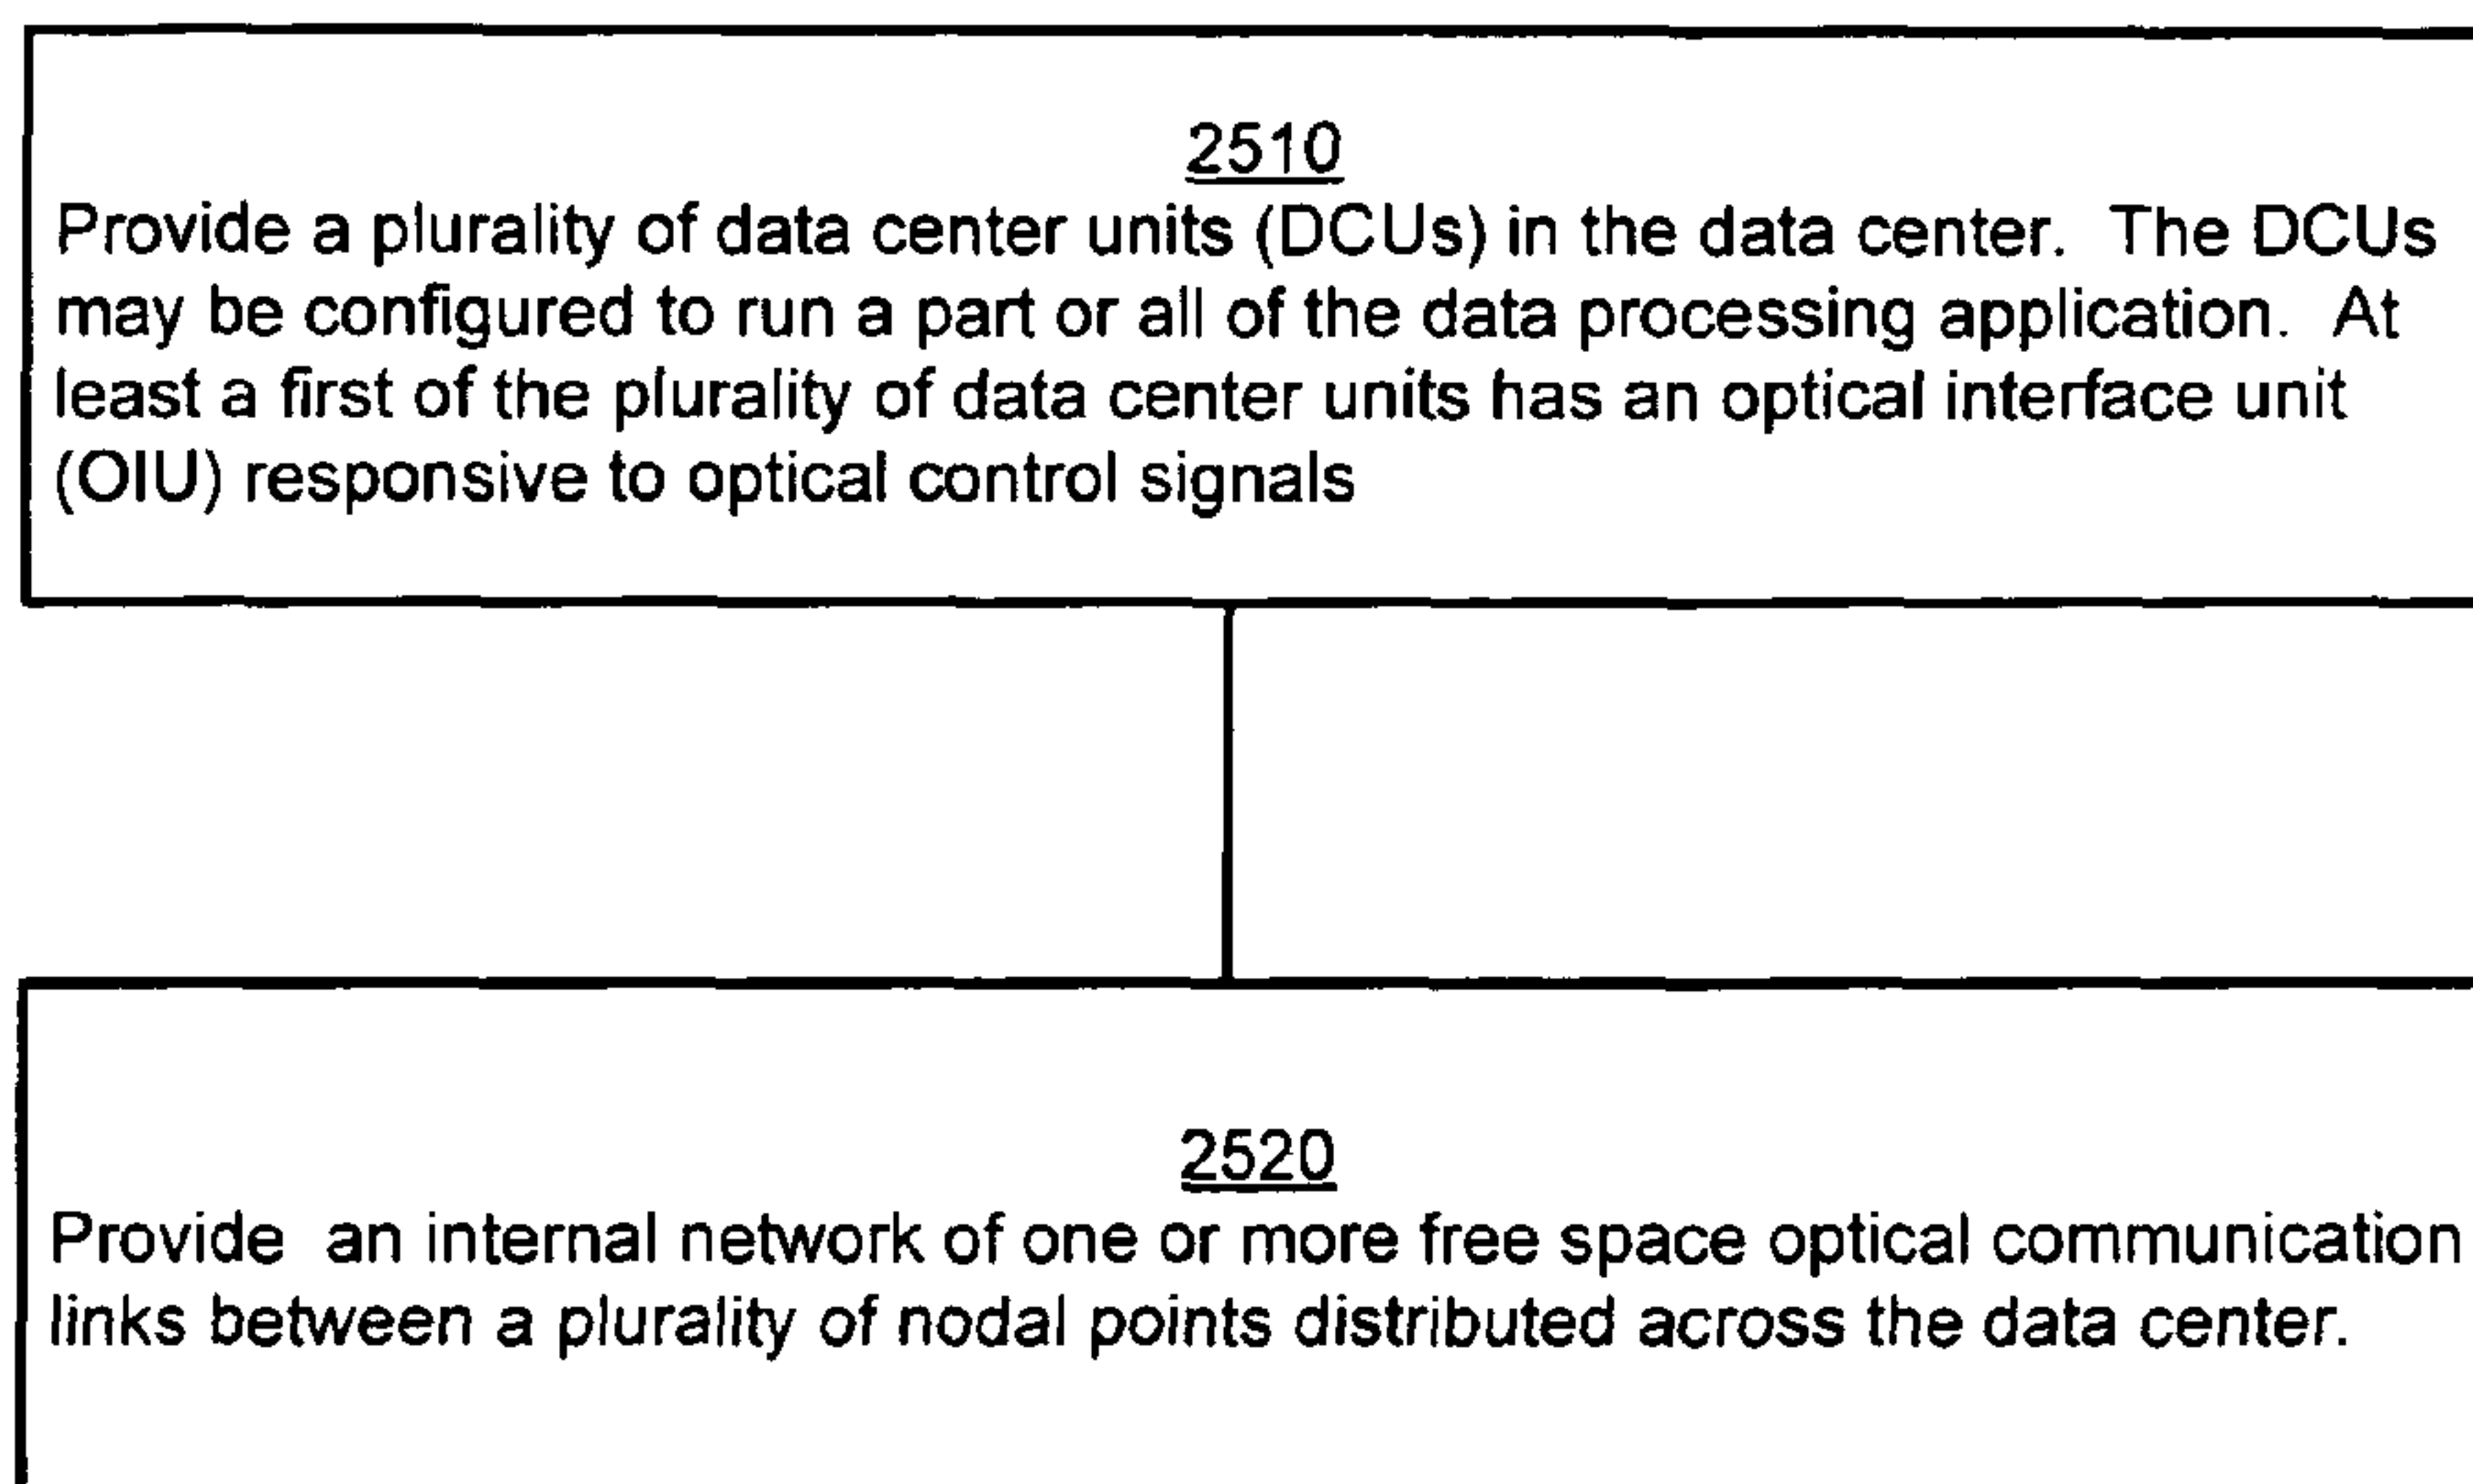 2510
Provide a plurality of data center units (DCUs) in the data center. The DCUs
may be configured to run a part or all of the data processing application. At
least a first of the plurality of data center units has an optical interface unit
(OIU) responsive to optical control signals
2520
Provide an internal network of one or more free space optical communication
links between a plurality of nodal points distributed across the data center.